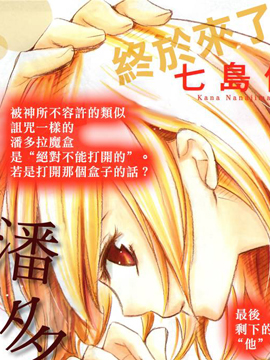 終於來了
七島
Kana Nanajima
被神所不容許的類似
詛咒一樣的
潘多拉魔盒
是“絕對不能打開的”。
若是打開那個盒子的話？
潘多
最後
剩下的
“他”